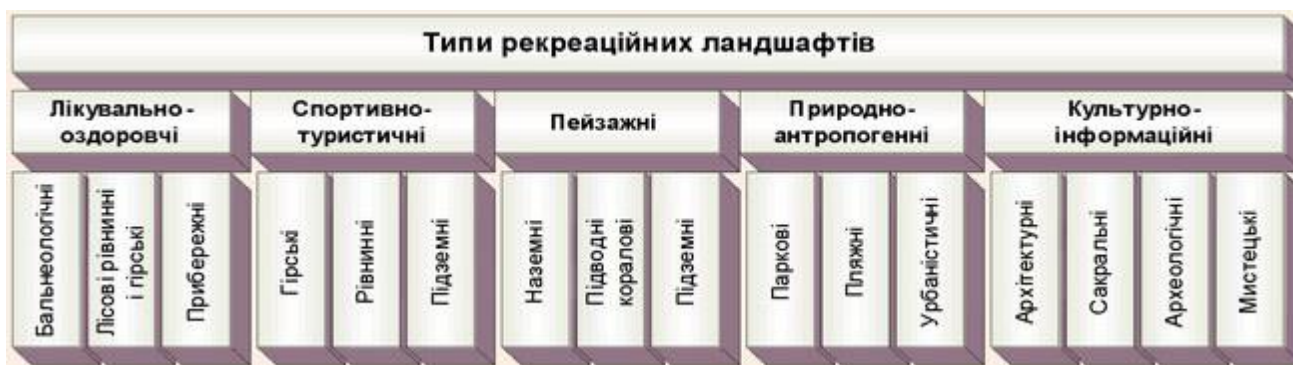 Типи рекреаційних ландшафтів
Лікувально-
оздоровчі
Спортивно-
туристичні
Пейзажні
Природно-
антропогенні
Культурно-
інформаційні
Бальнеологічні
Лісові рівнинні
і гірські
Прибережні
Гірські
Рівнинні
Підземні
Наземні
Підводні
коралові
Підземні
Паркові
Пляжні
Урбаністичні
Архітектурні
Сакральні
Археологічні
Мистецькі